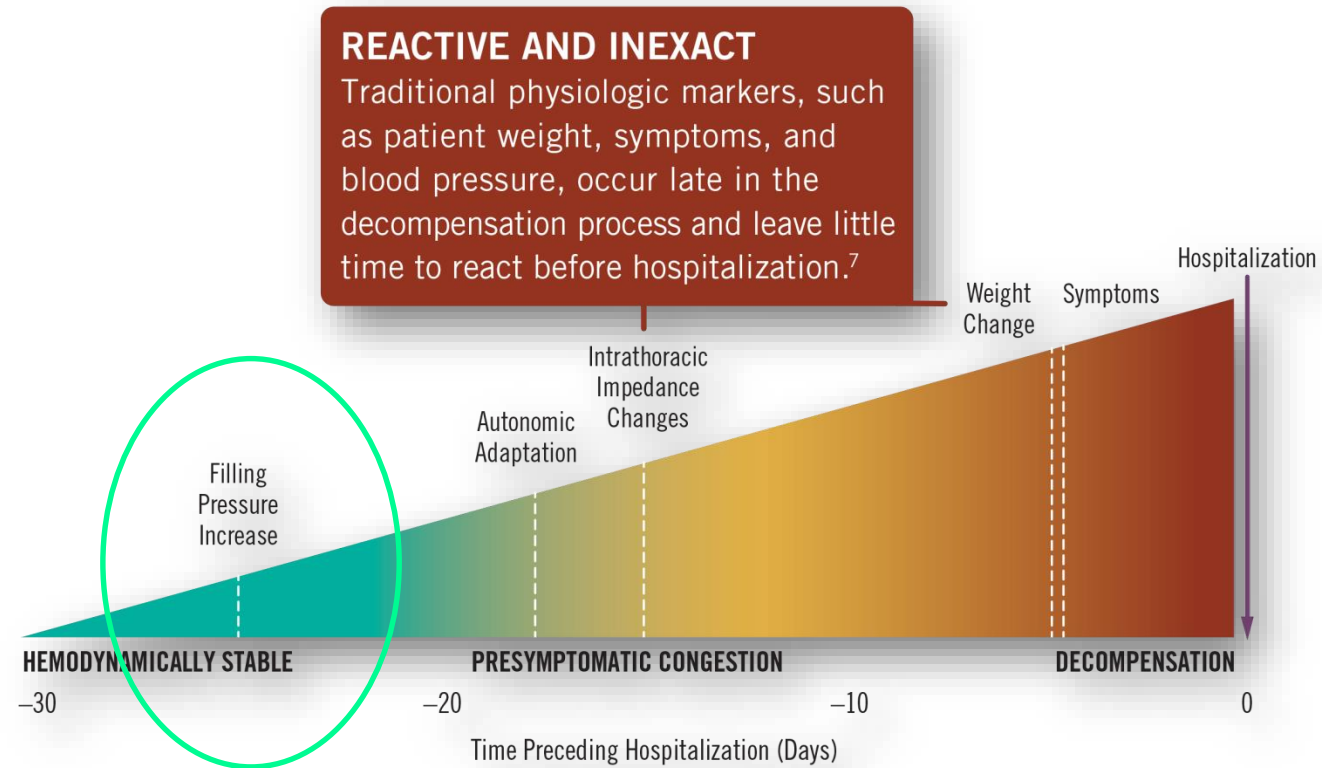 REACTIVE AND INEXACT
Traditional physiologic markers, such
as patient weight, symptoms, and
blood pressure, occur late in the
decompensation process and leave little
time to react before hospitalization.⁷
Hospitalization
Weight
Change
Symptoms
Intrathoracic
Impedance
Changes
Autonomic
Adaptation
Filling
Pressure
Increase
HEMODYNAMICALLY STABLE PRESYMPTOMATIC CONGESTION DECOMPENSATION
–30 –20 –10 0
Time Preceding Hospitalization (Days)